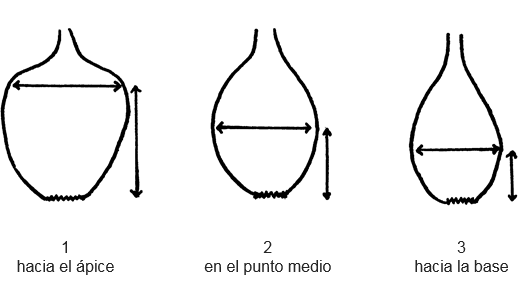 1
hacia el ápice
2
en el punto medio
3
hacia la base